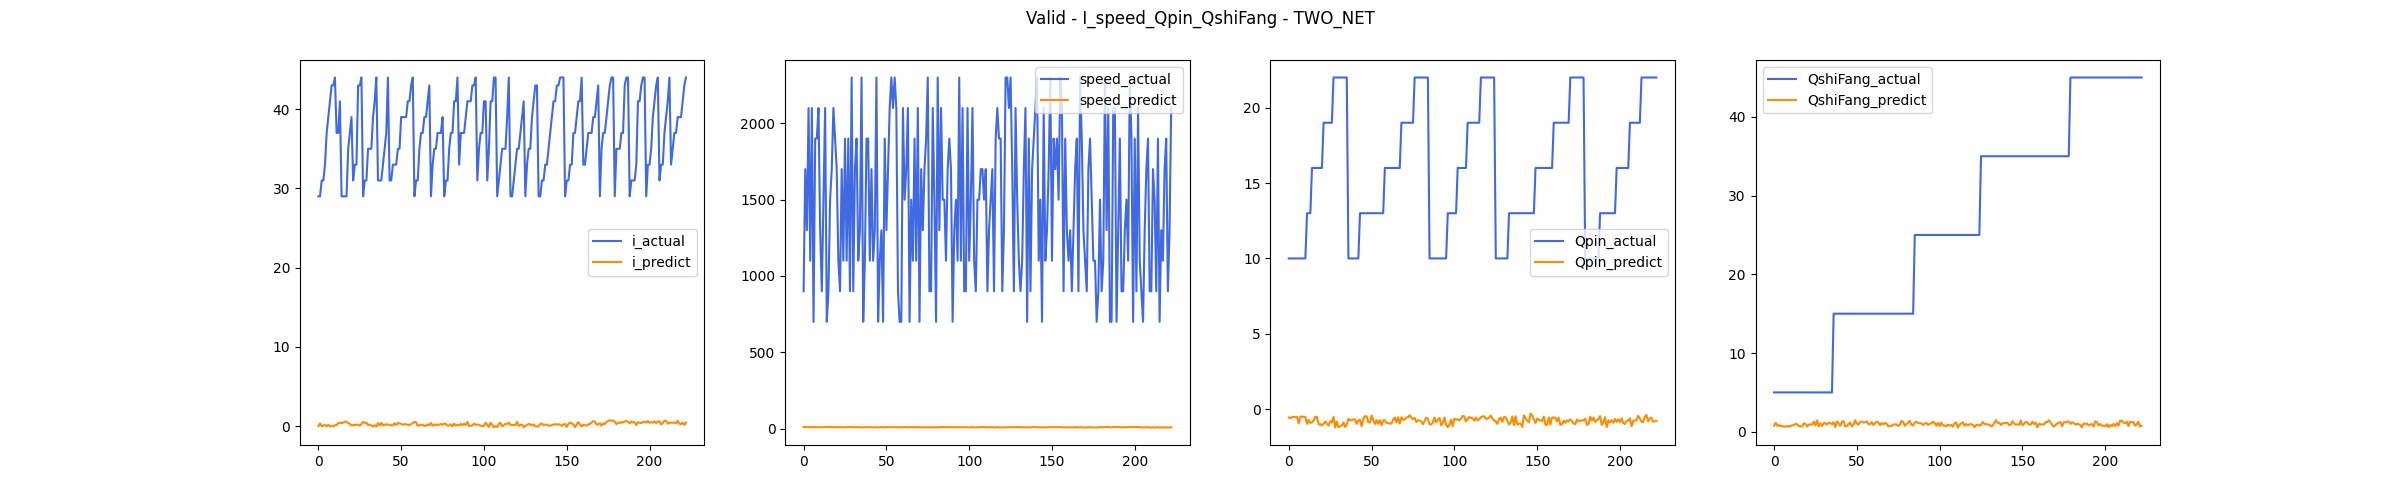 Valid - I_speed_Qpin_QshiFang - TWO_NET
40
30
20
10
0
0 50 100 150 200
i_actual
i_predict
2000
1500
1000
500
0
0 50 100 150 200
speed_actual
speed_predict
20
15
10
5
0
0 50 100 150 200
Qpin_actual
Qpin_predict
40
30
20
10
0
0 50 100 150 200
QshiFang_actual
QshiFang_predict